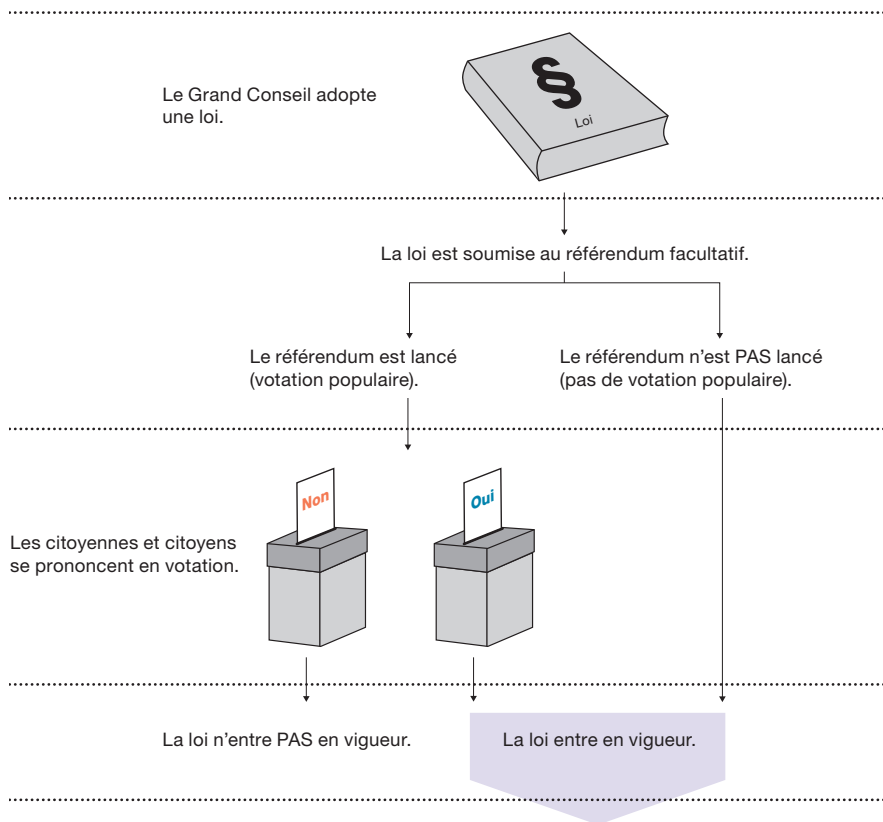 Le Grand Conseil adopte
une loi.
§
Loi
La loi est soumise au référendum facultatif.
Le référendum est lancé
(votation populaire).
Le référendum n’est PAS lancé
(pas de votation populaire).
Non
Oui
Les citoyennes et citoyens
se prononcent en votation.
La loi n’entre PAS en vigueur.
La loi entre en vigueur.